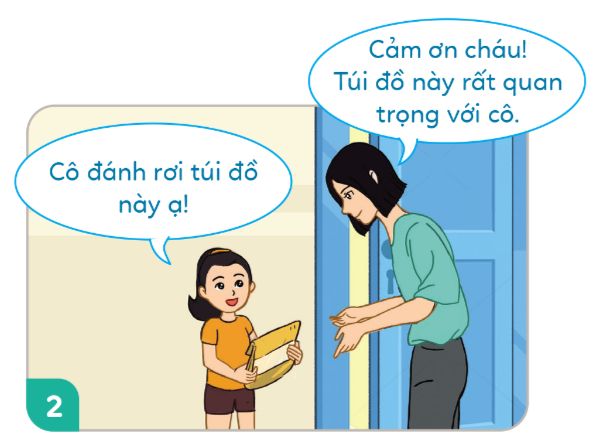 Cô đánh rơi túi đồ
này ạ!
Cảm ơn cháu!
Túi đồ này rất quan
trọng với cô.
2